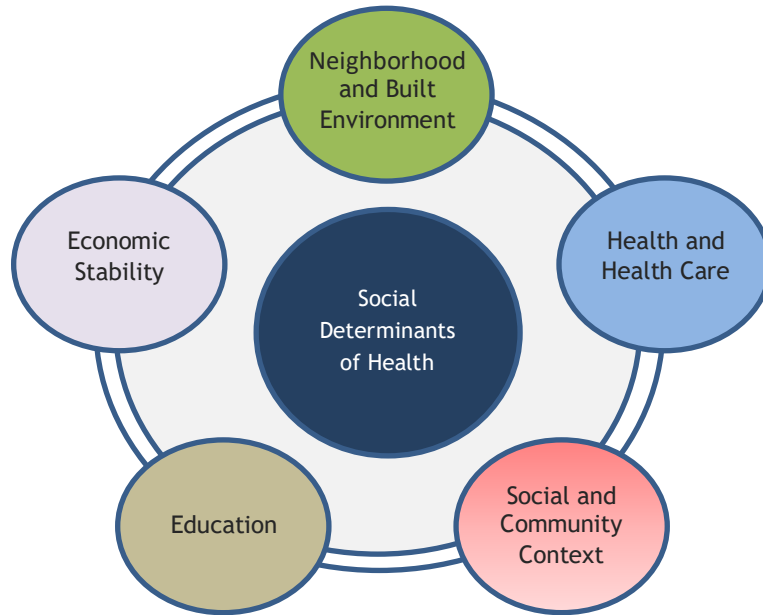 Neighborhood
and Built
Environment
Economic
Stability
Health and
Health Care
Social
Determinants
of Health
Education
Social and
Community
Context